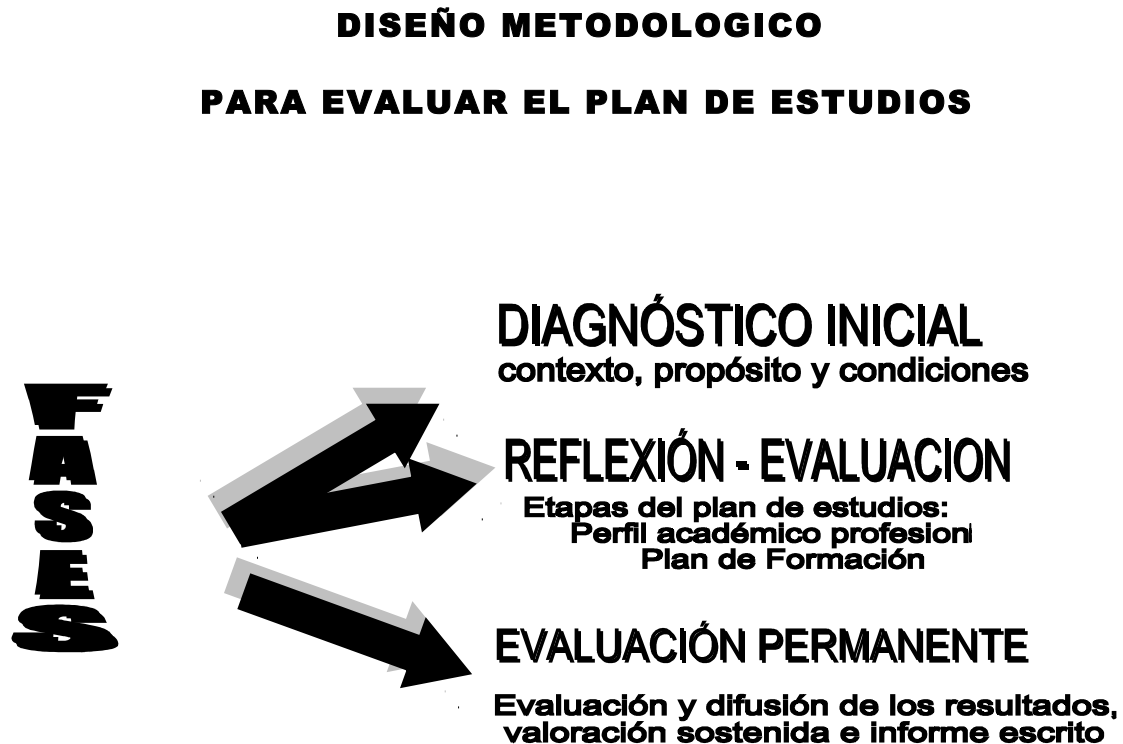 DISEÑO METODOLOGICO
PARA EVALUAR EL PLAN DE ESTUDIOS
FASES
DIAGNÓSTICO INICIAL
contexto, propósito y condiciones
REFLEXIÓN - EVALUACION
Etapas del plan de estudios:
Perfil académico profesion
Plan de Formación
EVALUACIÓN PERMANENTE
Evaluación y difusión de los resultados,
valoración sostenida e informe escrito